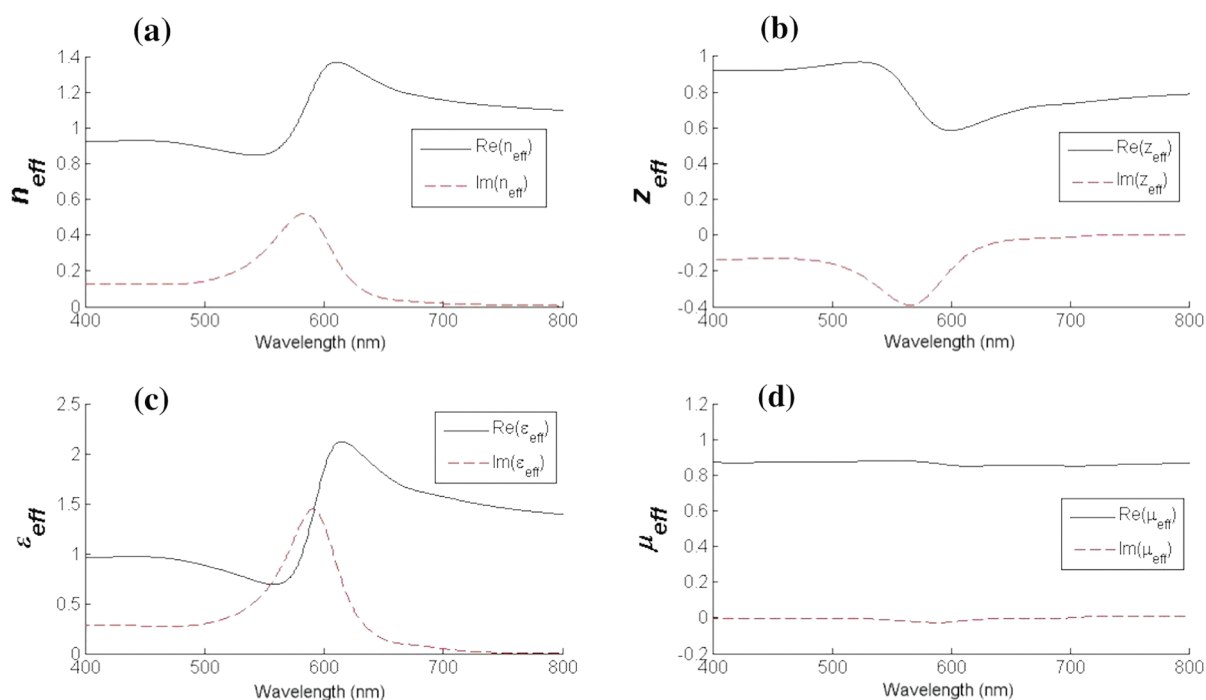 (a)
1.4
1.2
1
0.8
0.6
0.4
0.2
0
400 500 600 700 800
Wavelength (nm)
n_eff
Re(n_eff)
Im(n_eff)
(b)
1
0.8
0.6
0.4
0.2
0
-0.2
-0.4
400 500 600 700 800
Wavelength (nm)
z_eff
Re(z_eff)
Im(z_eff)
(c)
2.5
2
1.5
1
0.5
0
400 500 600 700 800
Wavelength (nm)
ε_eff
Re(ε_eff)
Im(ε_eff)
(d)
1.2
1
0.8
0.6
0.4
0.2
0
-0.2
400 500 600 700 800
Wavelength (nm)
μ_eff
Re(μ_eff)
Im(μ_eff)